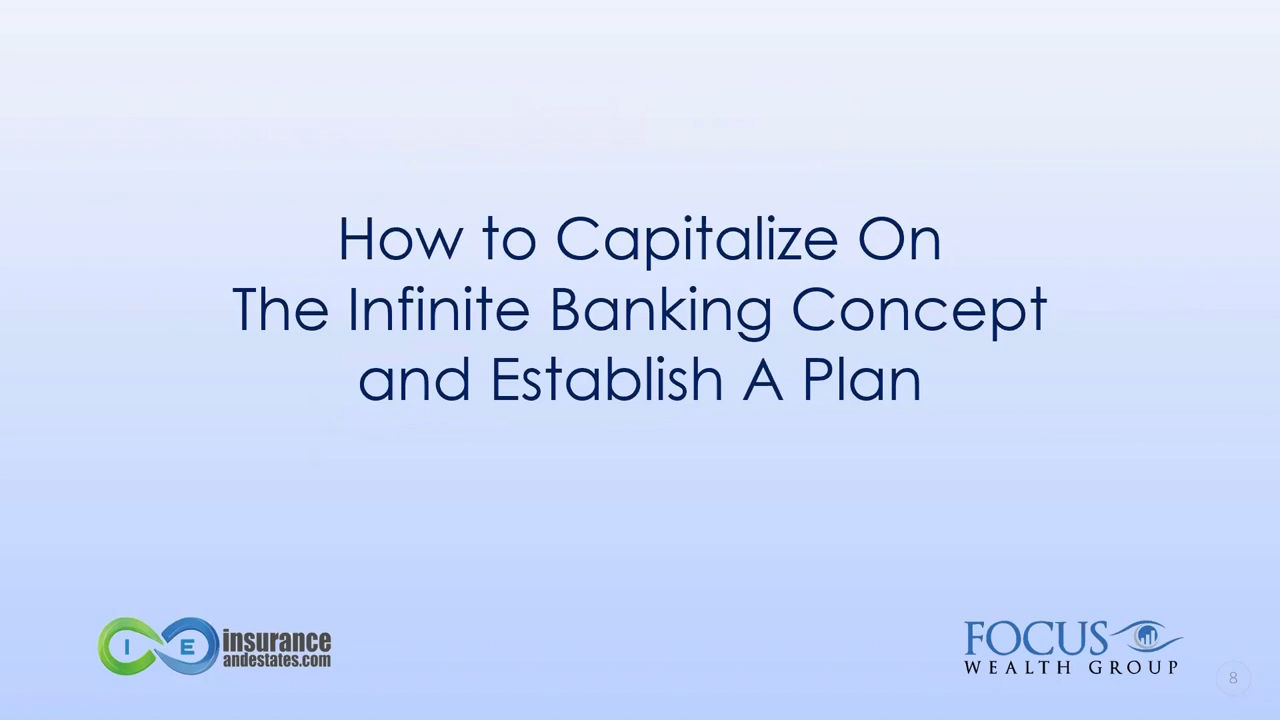 How to Capitalize On
The Infinite Banking Concept
and Establish A Plan
I E
insurance
andestates.com
FOCUS
WEALTH GROUP
8